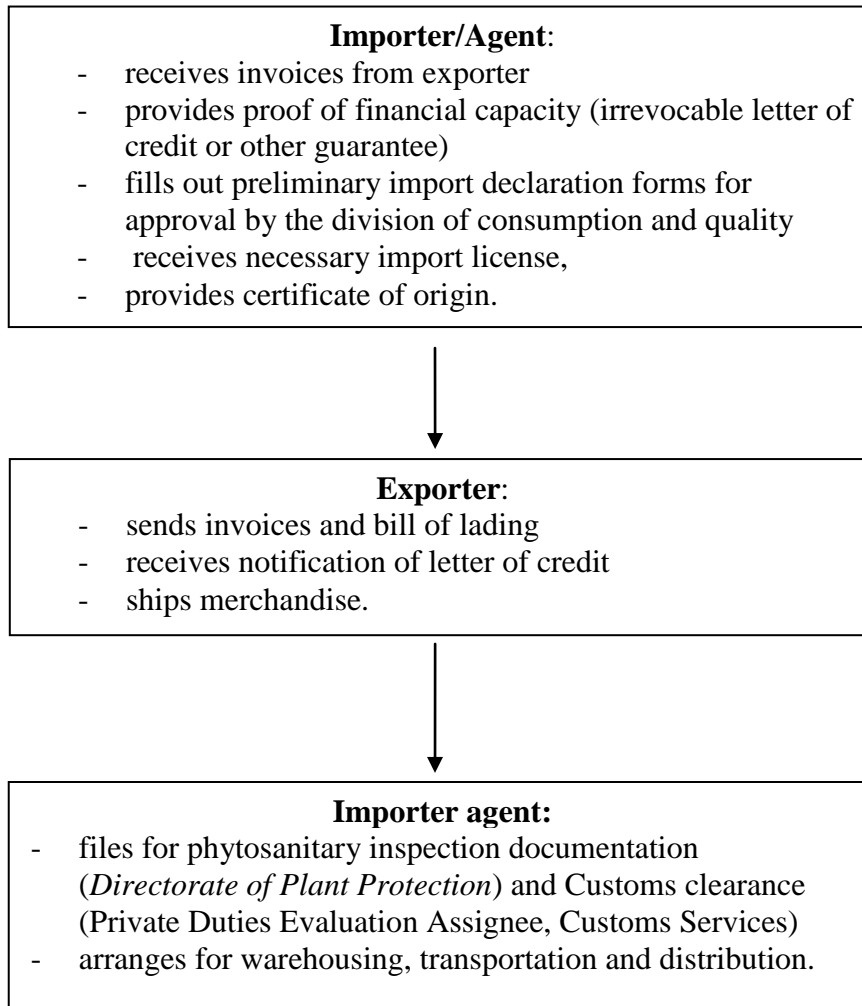 Importer/Agent:
- receives invoices from exporter
- provides proof of financial capacity (irrevocable letter of
credit or other guarantee)
- fills out preliminary import declaration forms for
approval by the division of consumption and quality
- receives necessary import license,
- provides certificate of origin.
Exporter:
- sends invoices and bill of lading
- receives notification of letter of credit
- ships merchandise.
Importer agent:
- files for phytosanitary inspection documentation
(Directorate of Plant Protection) and Customs clearance
(Private Duties Evaluation Assignee, Customs Services)
- arranges for warehousing, transportation and distribution.